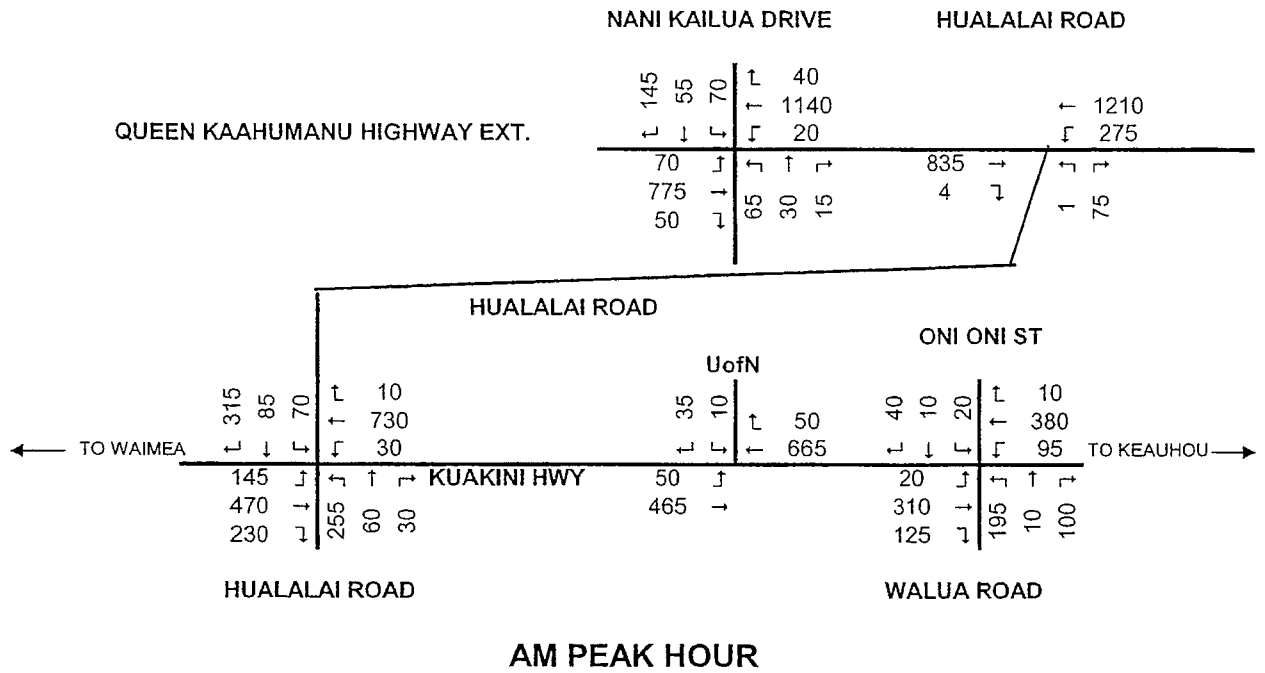 NANI KAILUA DRIVE HUALALAI ROAD
145 55 70 ↰ 40
← 1140 ← 1210
QUEEN KAAHUMANU HIGHWAY EXT. ↵ ↓ ↳ ↙ 20 ↙ 275
70 ↑ ↰ ↑ ↱ 835 → ↰ ↱
775 → 65 30 15 4 ↴ 1 75
50 ↴
HUALALAI ROAD
ONI ONI ST
UofN
315 85 70 10 35 10 50 40 10 20 10
← 730 ← 380
← TO WAIMEA 30 ← 665 95 TO KEAUHOU →
145 KUAKINI HWY 50 20
470 → 255 60 30 465 → 310 → 195 10 100
230 125
HUALALAI ROAD WALUA ROAD
AM PEAK HOUR